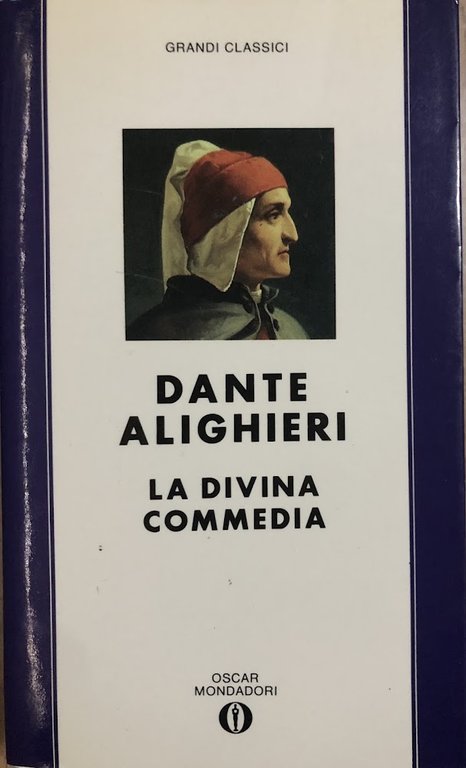 GRANDI CLASSICI
DANTE
ALIGHIERI
LA DIVINA
COMMEDIA
OSCAR
MONDADORI